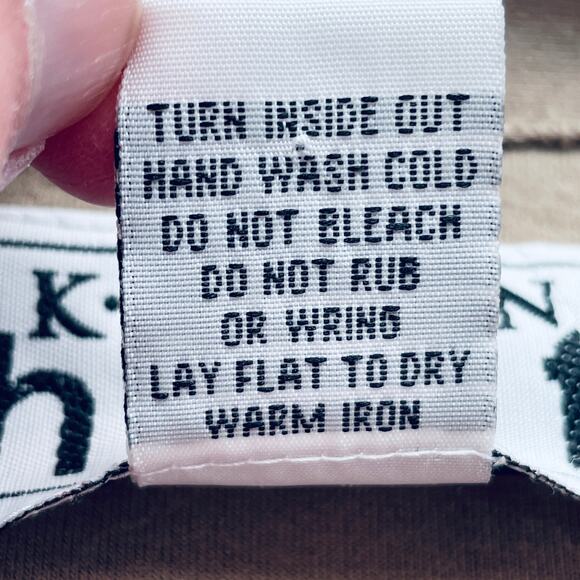 TURN INSIDE OUT
HAND WASH COLD
DO NOT BLEACH
DO NOT RUB
OR WRING
LAY FLAT TO DRY
WARM IRON
K
N
h